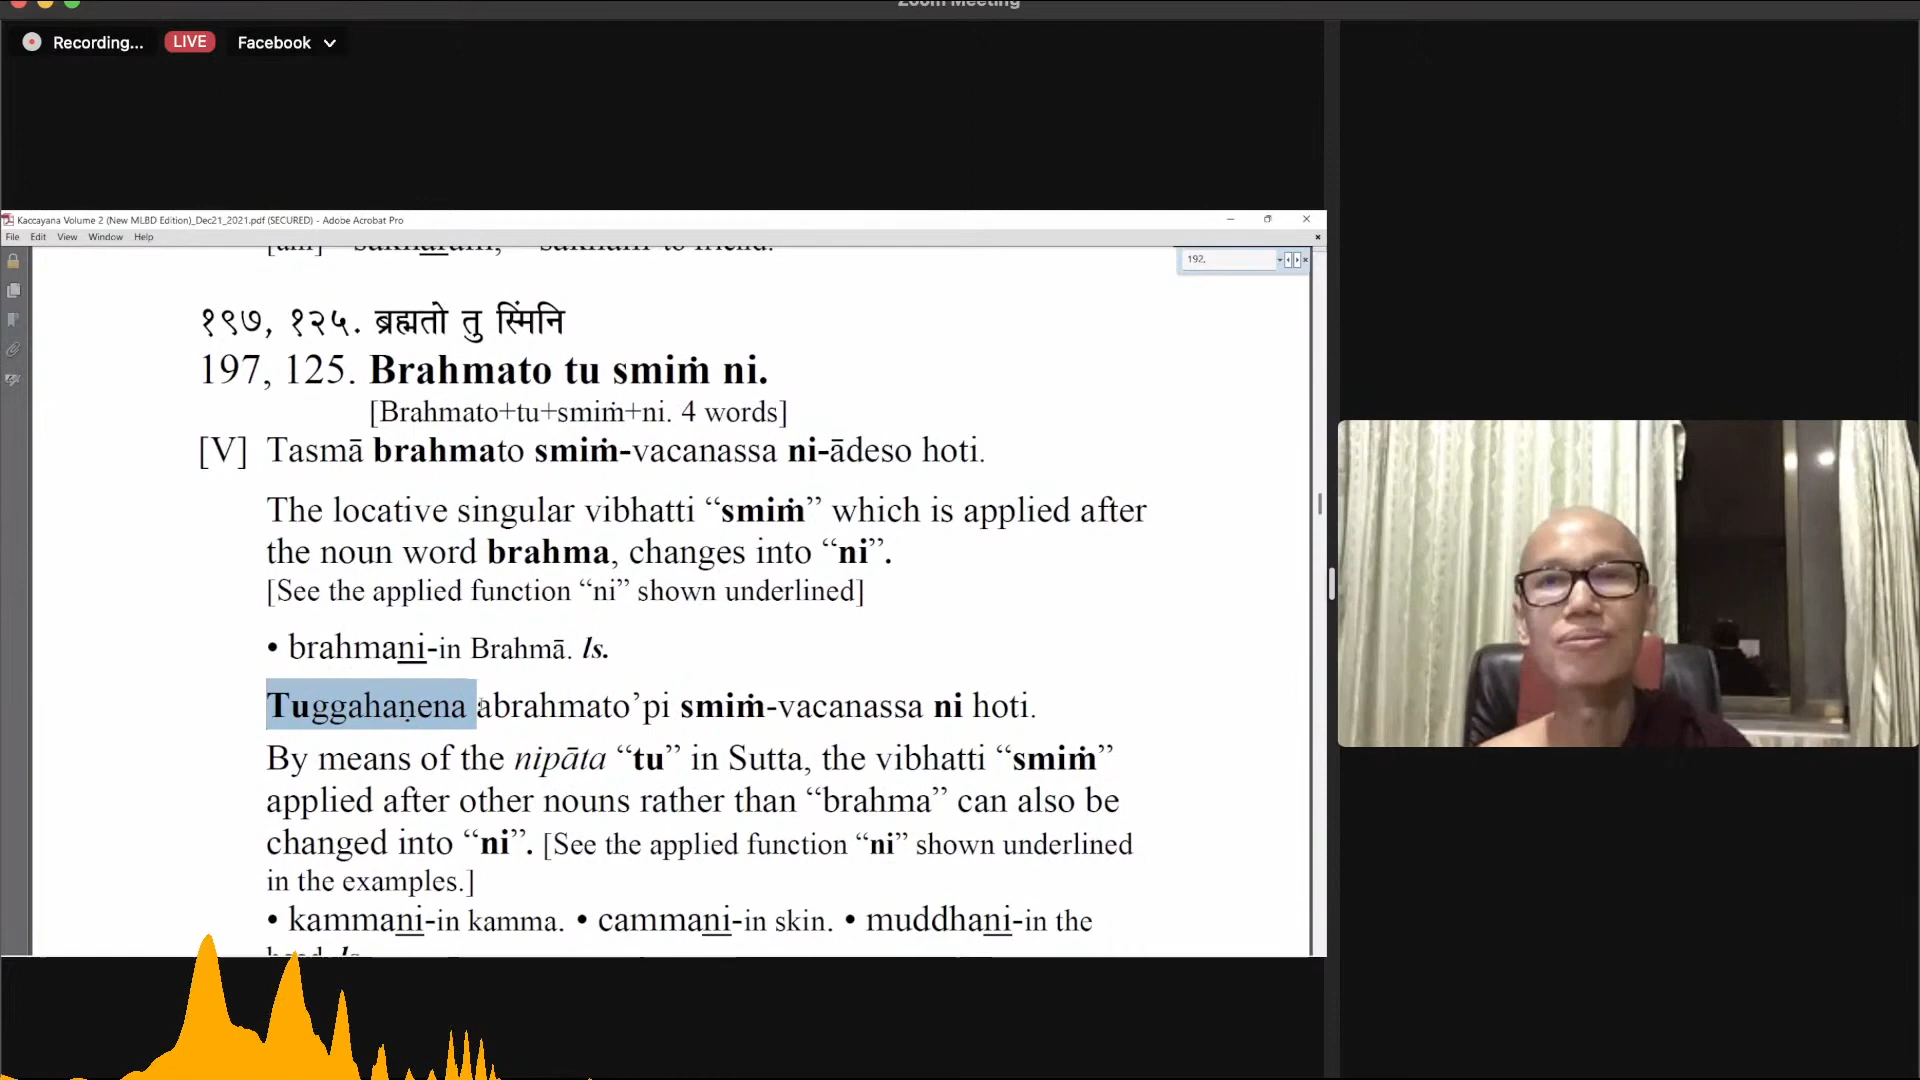 Zoom Meeting
Recording...
LIVE
Facebook
Kaccayana Volume 2 (New MLBD Edition)_Dec21_2021.pdf (SECURED) - Adobe Acrobat Pro
File Edit View Window Help
192,
१९७, १२५. ब्रह्मतो तु स्मिंनि
197, 125. Brahmato tu smiṁ ni.
[Brahmato+tu+smiṁ+ni. 4 words]
[V] Tasmā brahmato smiṁ-vacanassa ni-ādeso hoti.
The locative singular vibhatti “smiṁ” which is applied after
the noun word brahma, changes into “ni”.
[See the applied function “ni” shown underlined]
• brahmani-in Brahmā. ls.
Tuggahaṇena abrahmato’pi smiṁ-vacanassa ni hoti.
By means of the nipāta “tu” in Sutta, the vibhatti “smiṁ”
applied after other nouns rather than “brahma” can also be
changed into “ni”. [See the applied function “ni” shown underlined
in the examples.]
• kammani-in kamma. • cammani-in skin. • muddhani-in the